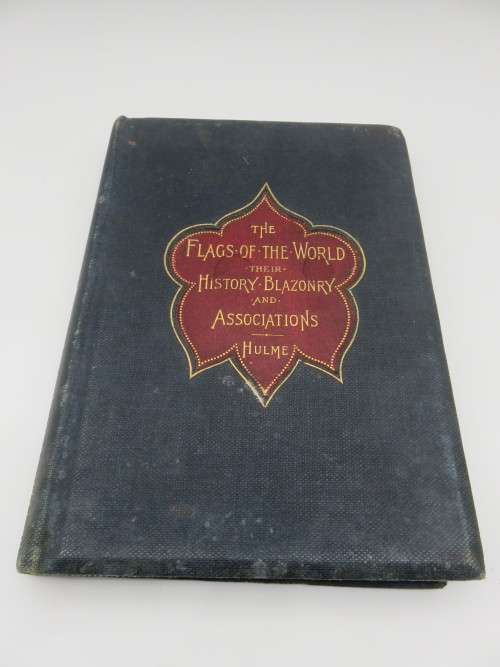 THE
FLAGS·OF·THE·WORLD
·THEIR·
HISTORY·BLAZONRY
·AND·
ASSOCIATIONS
HULME